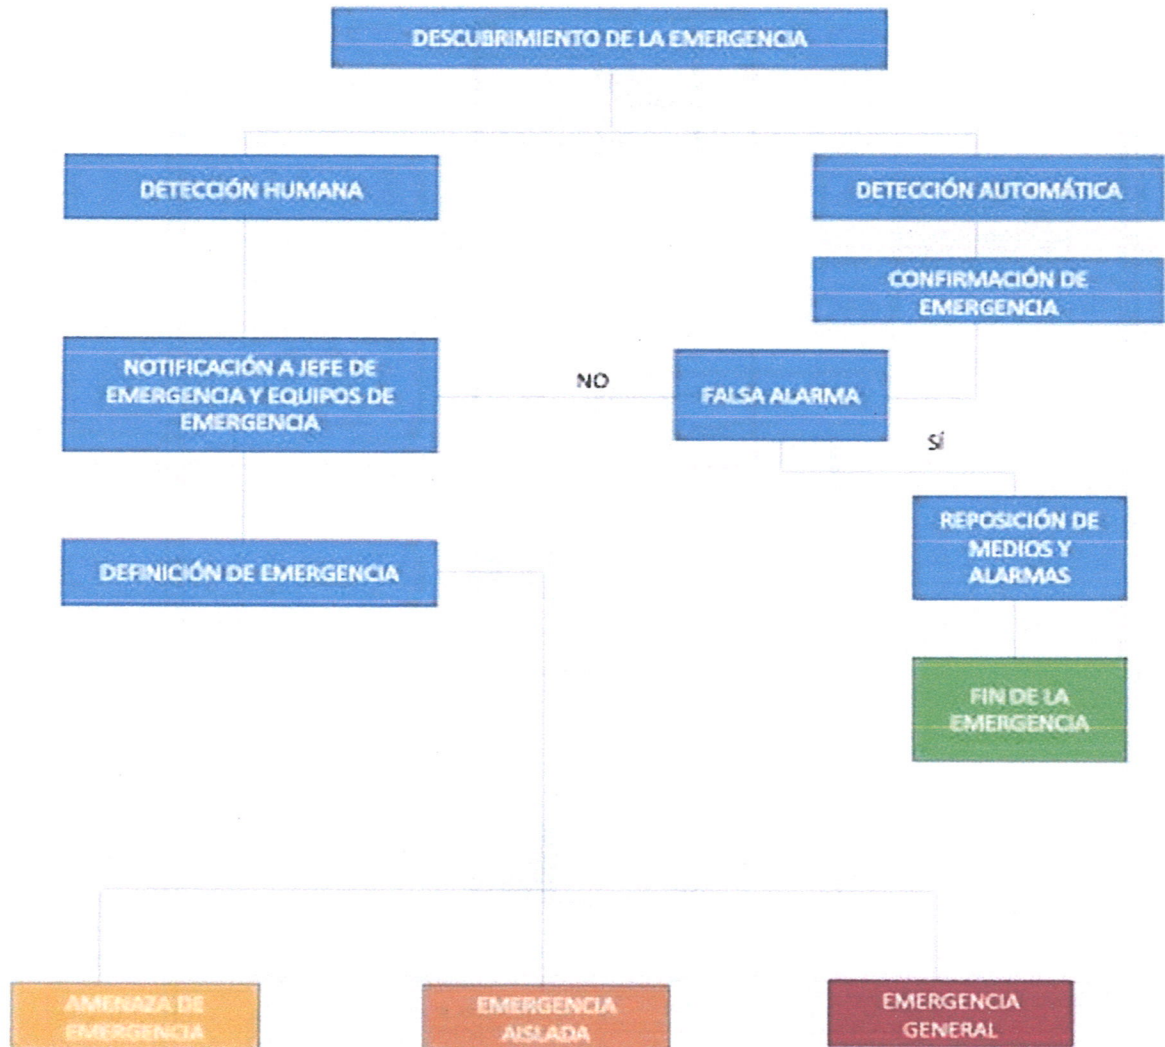 DESCUBRIMIENTO DE LA EMERGENCIA
DETECCIÓN HUMANA
DETECCIÓN AUTOMÁTICA
CONFIRMACIÓN DE
EMERGENCIA
NOTIFICACIÓN A JEFE DE
EMERGENCIA Y EQUIPOS DE
EMERGENCIA
NO
FALSA ALARMA
SÍ
REPOSICIÓN DE
MEDIOS Y
ALARMAS
DEFINICIÓN DE EMERGENCIA
FIN DE LA
EMERGENCIA
AMENAZA DE
EMERGENCIA
EMERGENCIA
AISLADA
EMERGENCIA
GENERAL